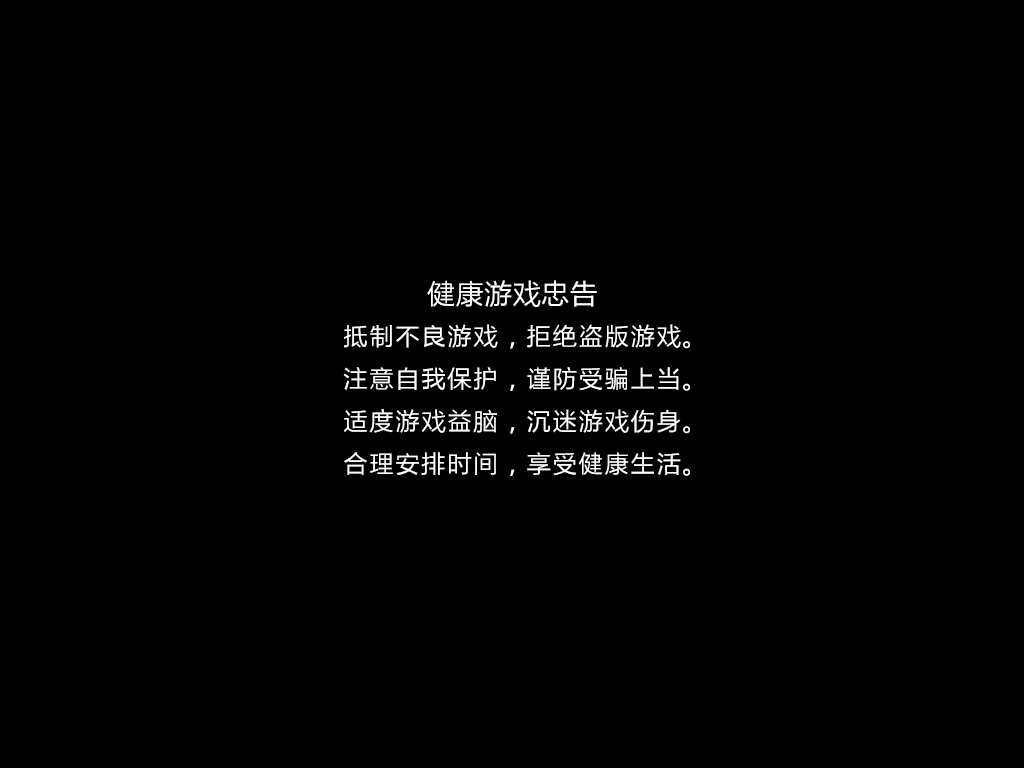 健康游戏忠告
抵制不良游戏，拒绝盗版游戏。
注意自我保护，谨防受骗上当。
适度游戏益脑，沉迷游戏伤身。
合理安排时间，享受健康生活。